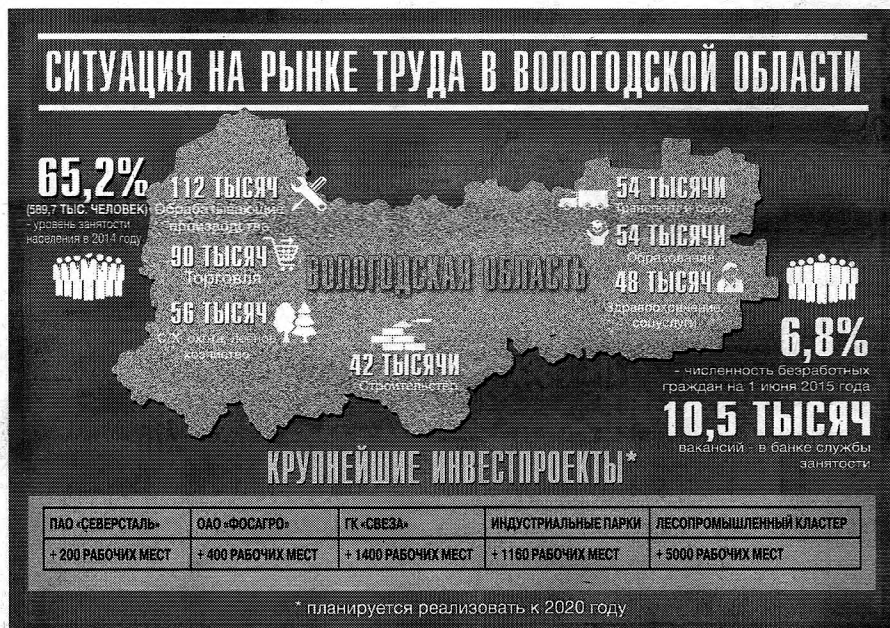 СИТУАЦИЯ НА РЫНКЕ ТРУДА В ВОЛОГОДСКОЙ ОБЛАСТИ
65,2%
(589,7 ТЫС. ЧЕЛОВЕК)
- уровень занятости
населения в 2014 году
112 ТЫСЯЧ
Обрабатывающие
производства
90 ТЫСЯЧ
Торговля
56 ТЫСЯЧ
С/Х, охота, лесное
хозяйство
ВОЛОГОДСКАЯ ОБЛАСТЬ
42 ТЫСЯЧИ
Строительство
54 ТЫСЯЧИ
Транспорт и связь
54 ТЫСЯЧИ
Образование
48 ТЫСЯЧ
Здравоохранение,
соцуслуги
6,8%
- численность безработных
граждан на 1 июня 2015 года
10,5 ТЫСЯЧ
вакансий - в банке службы
занятости
КРУПНЕЙШИЕ ИНВЕСТПРОЕКТЫ*
ПАО «СЕВЕРСТАЛЬ» ОАО «ФОСАГРО» ГК «СВЕЗА» ИНДУСТРИАЛЬНЫЕ ПАРКИ ЛЕСОПРОМЫШЛЕННЫЙ КЛАСТЕР
+ 200 РАБОЧИХ МЕСТ + 400 РАБОЧИХ МЕСТ + 1400 РАБОЧИХ МЕСТ + 1160 РАБОЧИХ МЕСТ + 5000 РАБОЧИХ МЕСТ
* планируется реализовать к 2020 году